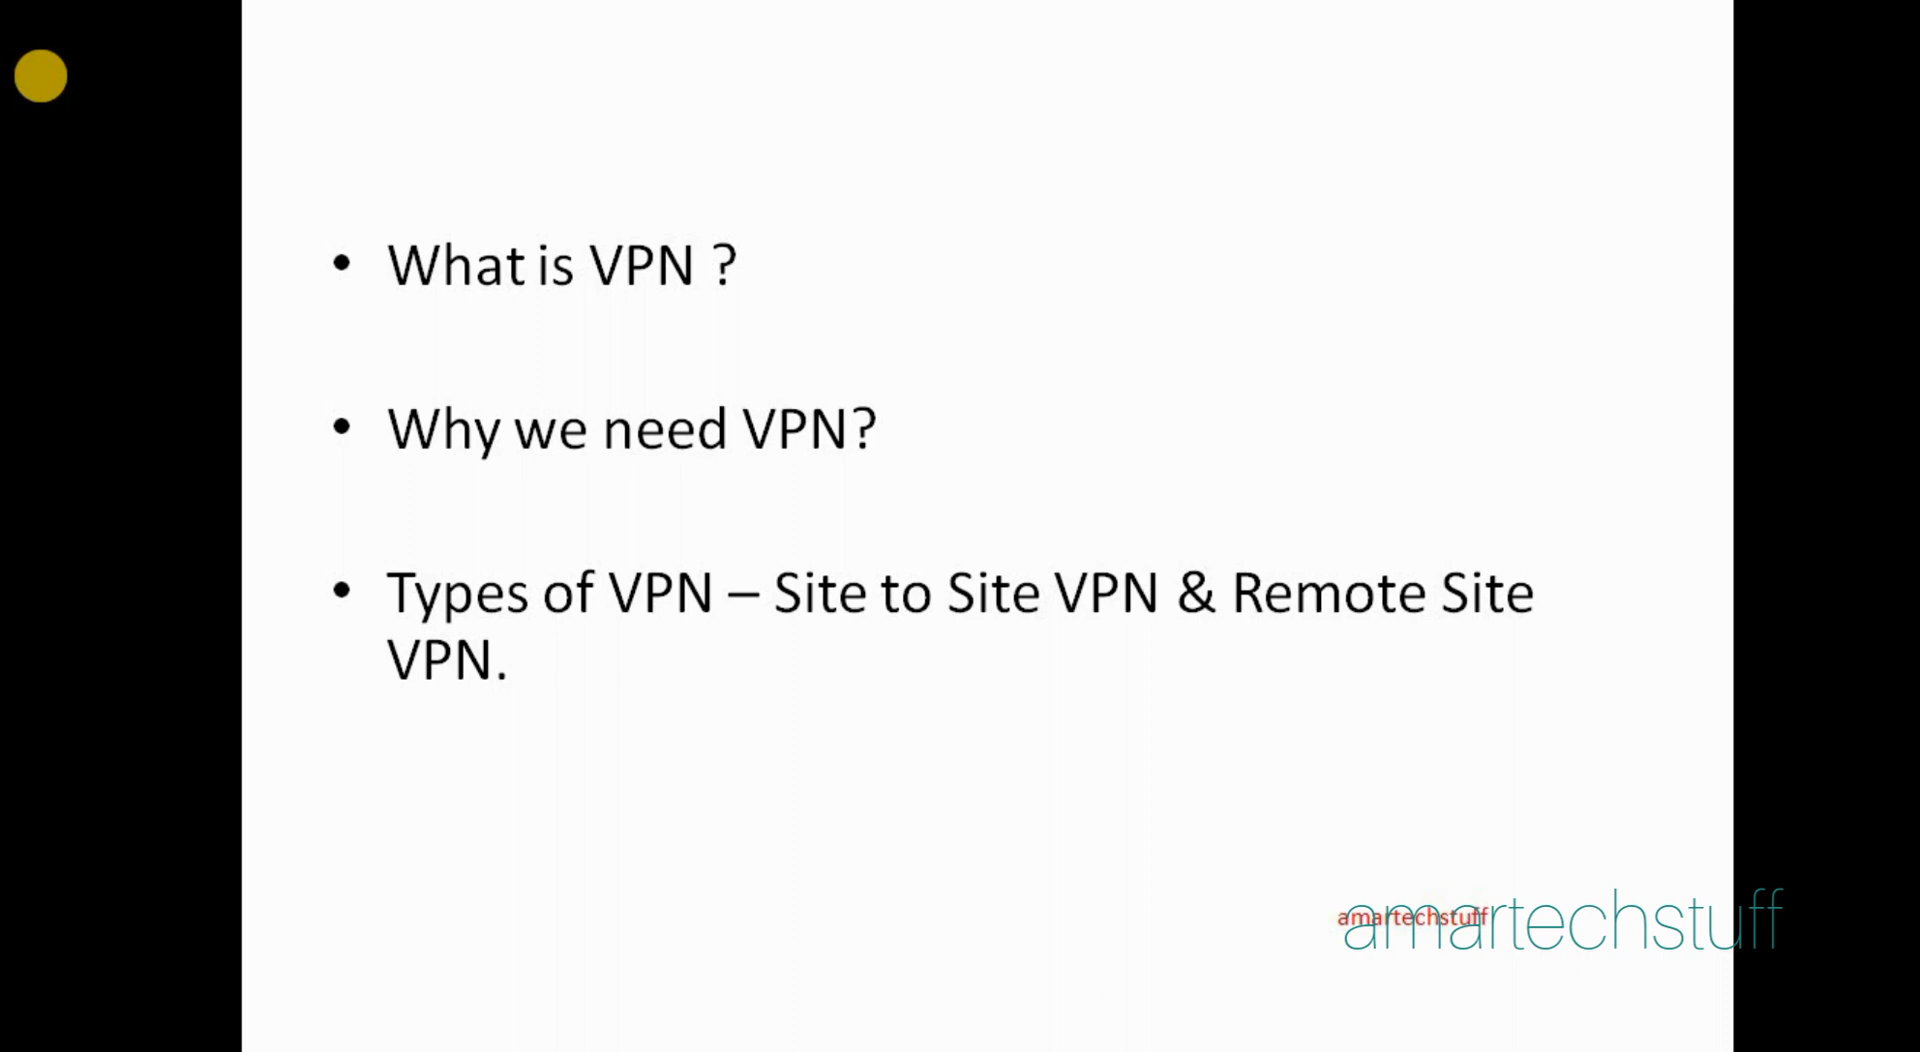 • What is VPN ?
• Why we need VPN?
• Types of VPN – Site to Site VPN & Remote Site
VPN.
amartechstuff
amartechstuff